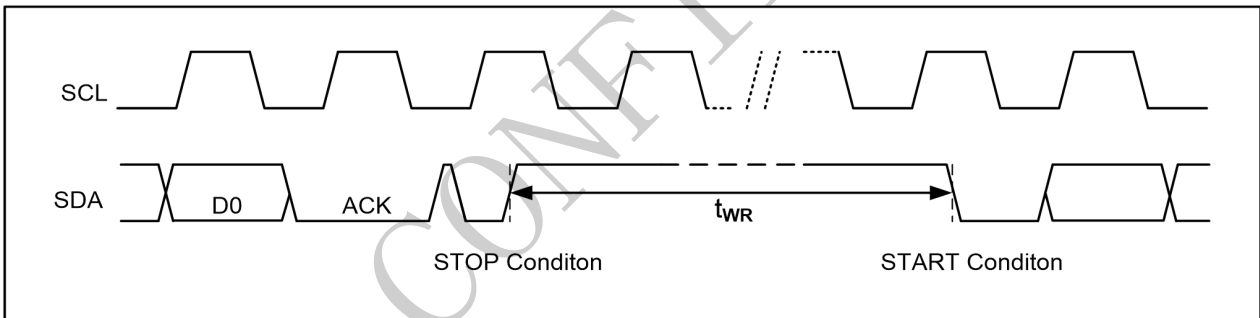 SCL
SDA
D0
ACK
tWR
STOP Conditon
START Conditon